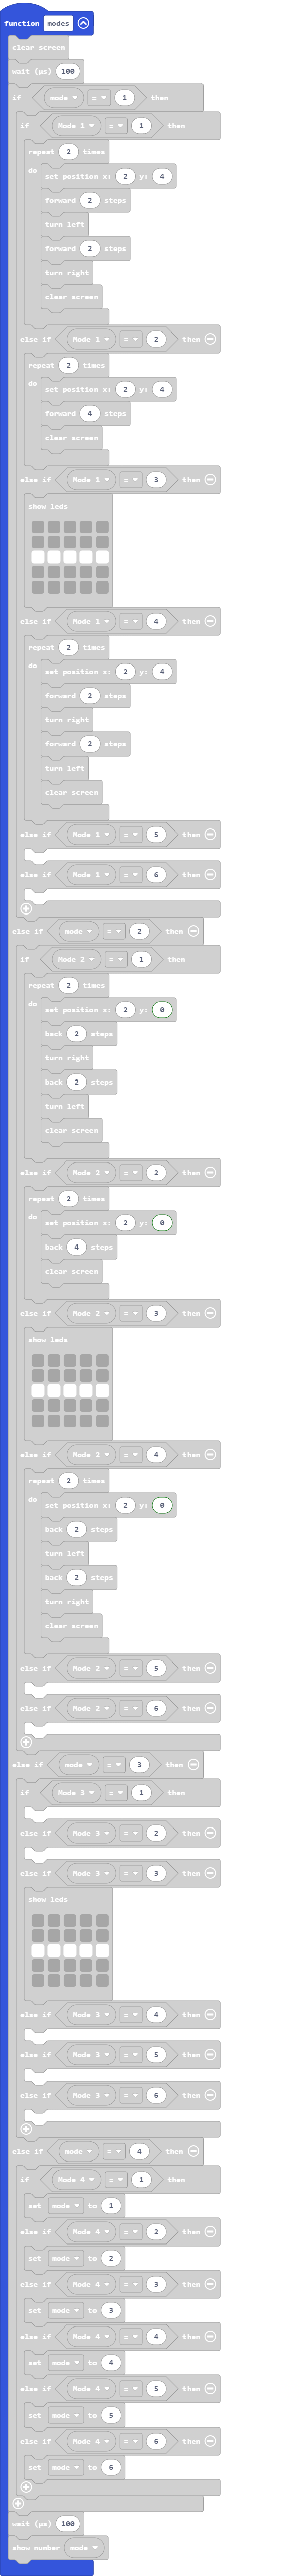 function modes
clear screen
wait (µs) 100
if mode = 1 then
if Mode 1 = 1 then
repeat 2 times
do set position x: 2 y: 4
forward 2 steps
turn left
forward 2 steps
turn right
clear screen
else if Mode 1 = 2 then
repeat 2 times
do set position x: 2 y: 4
forward 4 steps
clear screen
else if Mode 1 = 3 then
show leds
else if Mode 1 = 4 then
repeat 2 times
do set position x: 2 y: 4
forward 2 steps
turn right
forward 2 steps
turn left
clear screen
else if Mode 1 = 5 then
else if Mode 1 = 6 then
else if mode = 2 then
if Mode 2 = 1 then
repeat 2 times
do set position x: 2 y: 0
back 2 steps
turn right
back 2 steps
turn left
clear screen
else if Mode 2 = 2 then
repeat 2 times
do set position x: 2 y: 0
back 4 steps
clear screen
else if Mode 2 = 3 then
show leds
else if Mode 2 = 4 then
repeat 2 times
do set position x: 2 y: 0
back 2 steps
turn left
back 2 steps
turn right
clear screen
else if Mode 2 = 5 then
else if Mode 2 = 6 then
else if mode = 3 then
if Mode 3 = 1 then
else if Mode 3 = 2 then
else if Mode 3 = 3 then
show leds
else if Mode 3 = 4 then
else if Mode 3 = 5 then
else if Mode 3 = 6 then
else if mode = 4 then
if Mode 4 = 1 then
set mode to 1
else if Mode 4 = 2 then
set mode to 2
else if Mode 4 = 3 then
set mode to 3
else if Mode 4 = 4 then
set mode to 4
else if Mode 4 = 5 then
set mode to 5
else if Mode 4 = 6 then
set mode to 6
wait (µs) 100
show number mode